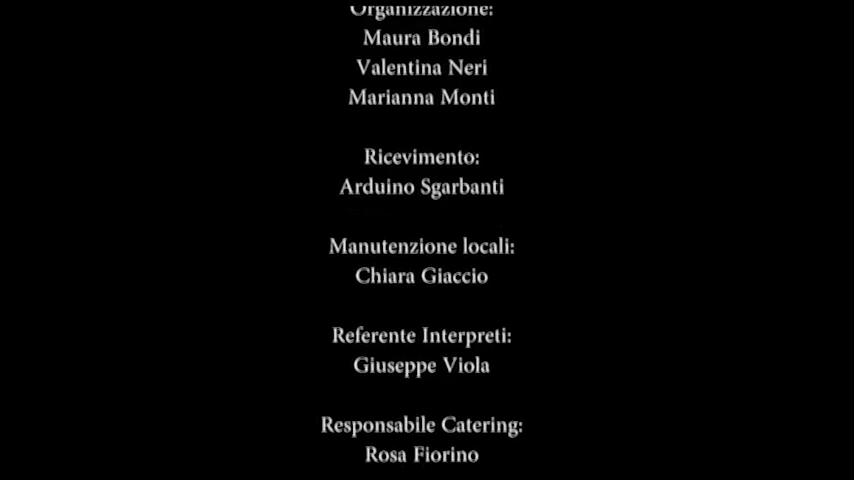 Organizzazione:
Maura Bondi
Valentina Neri
Marianna Monti
Ricevimento:
Arduino Sgarbanti
Manutenzione locali:
Chiara Giaccio
Referente Interpreti:
Giuseppe Viola
Responsabile Catering:
Rosa Fiorino